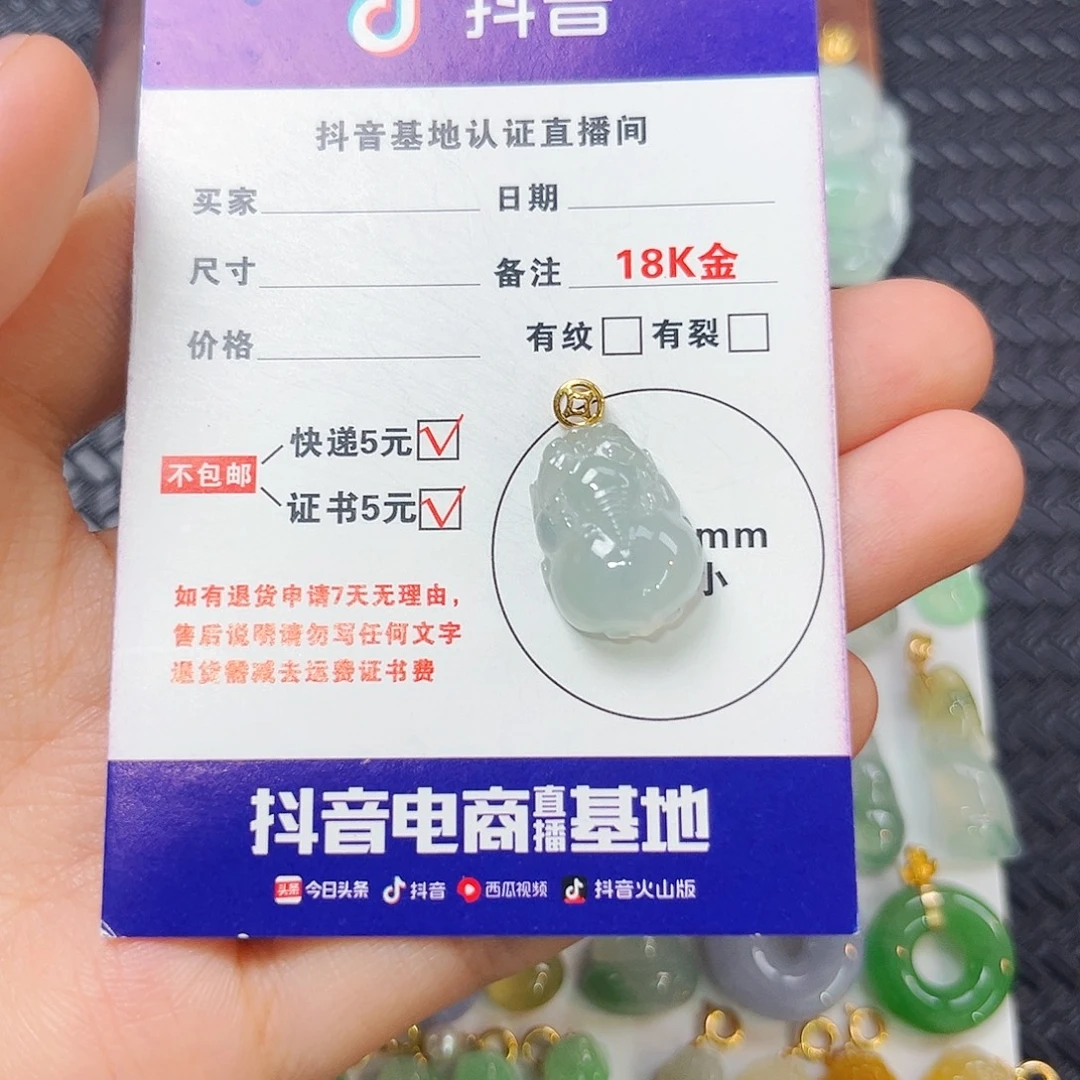 抖音
抖音基地认证直播间
买家 日期
尺寸 备注 18K金
价格 有纹 有裂
快递5元
不包邮
证书5元
mm
小
如有退货申请7天无理由，
售后说明请勿写任何文字
退货需减去运费证书费
抖音电商直播基地
头条 今日头条 抖音 西瓜视频 抖音火山版